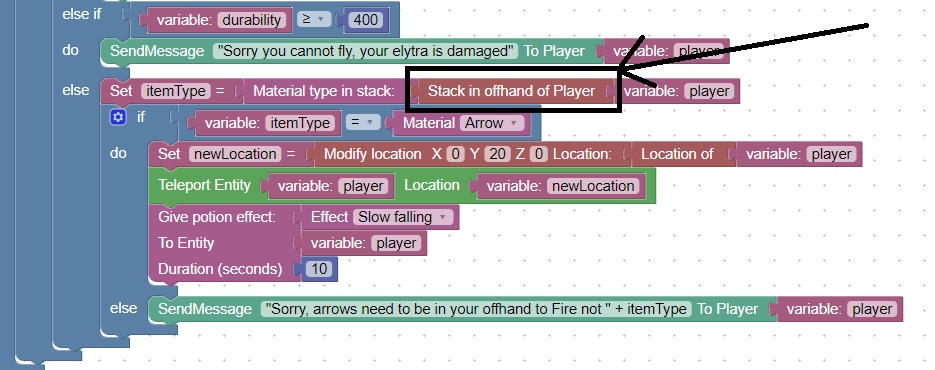 else if variable: durability ≥ 400
do SendMessage "Sorry you cannot fly, your elytra is damaged" To Player variable: player
else Set itemType = Material type in stack: Stack in offhand of Player variable: player
if variable: itemType = Material Arrow
do Set newLocation = Modify location X 0 Y 20 Z 0 Location: Location of variable: player
Teleport Entity variable: player Location variable: newLocation
Give potion effect: Effect Slow falling
To Entity variable: player
Duration (seconds) 10
else SendMessage "Sorry, arrows need to be in your offhand to Fire not " + itemType To Player variable: player